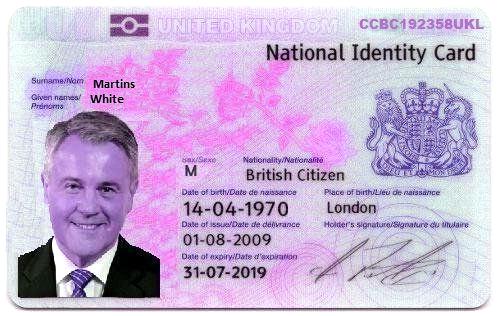 UNITED KINGDOM
CCBC192358UKL
National Identity Card
Surname/Nom
Martins
Given names/
Prénoms
White
Sex/Sexe
M
Nationality/Nationalité
British Citizen
Date of birth/Date de naissance
14-04-1970
Place of birth/Lieu de naissance
London
Date of issue/Date de délivrance
01-08-2009
Holder's signature/Signature du titulaire
Date of expiry/Date d'expiration
31-07-2019